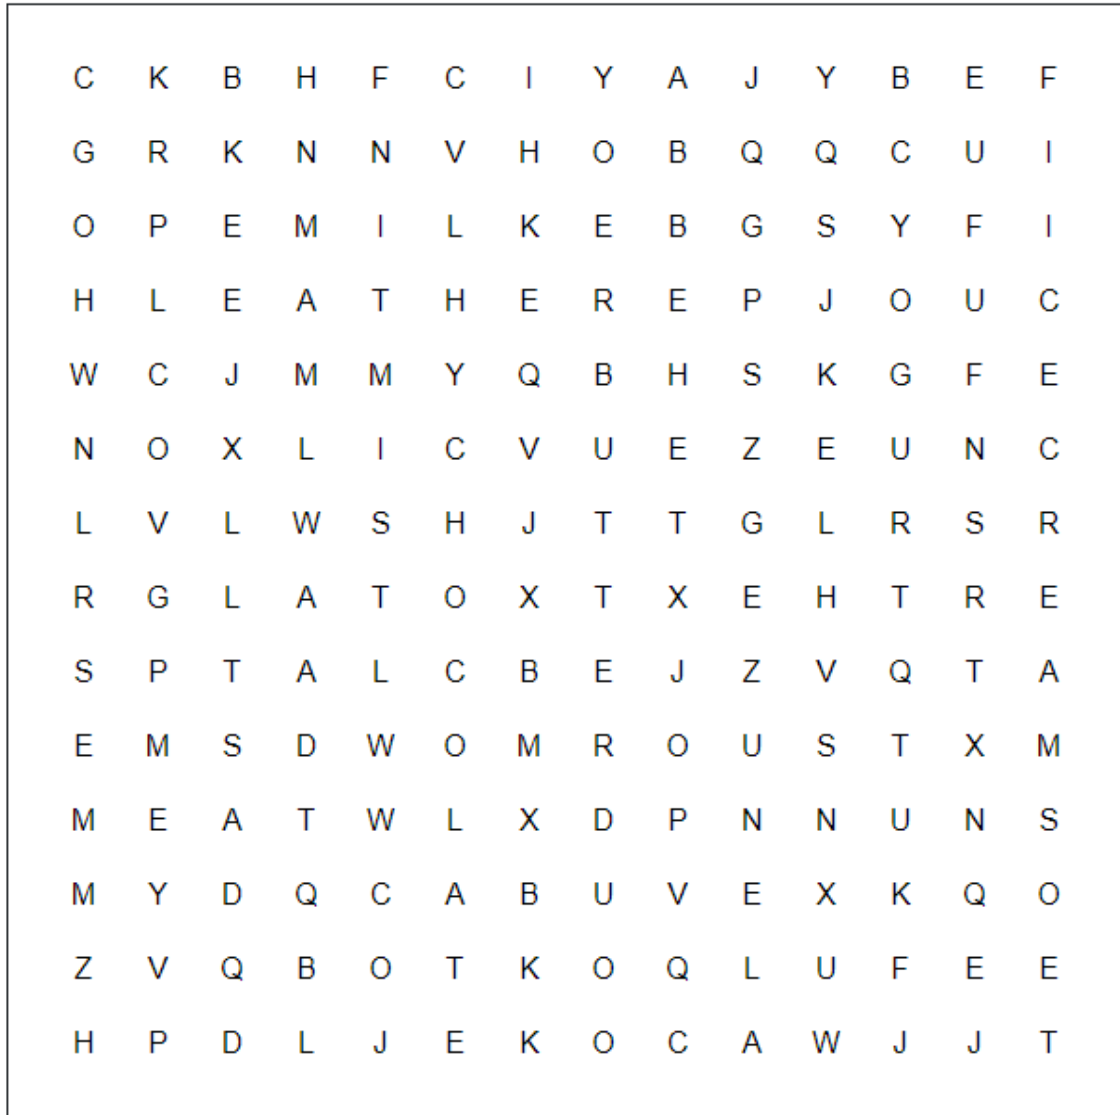 C K B H F C I Y A J Y B E F
G R K N N V H O B Q Q C U I
O P E M I L K E B G S Y F I
H L E A T H E R E P J O U C
W C J M M Y Q B H S K G F E
N O X L I C V U E Z E U N C
L V L W S H J T T G L R S R
R G L A T O X T X E H T R E
S P T A L C B E J Z V Q T A
E M S D W O M R O U S T X M
M E A T W L X D P N N U N S
M Y D Q C A B U V E X K Q O
Z V Q B O T K O Q L U F E E
H P D L J E K O C A W J J T